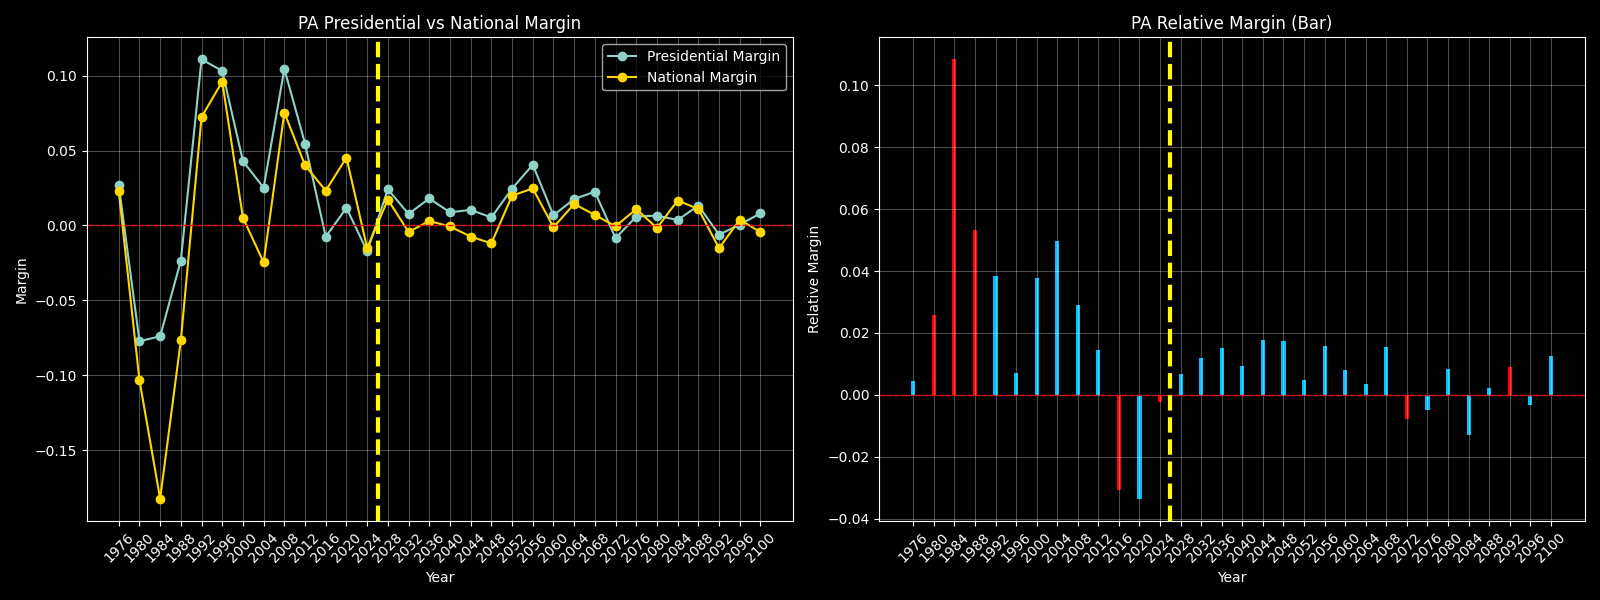 PA Presidential vs National Margin
Presidential Margin
National Margin
0.10
0.05
0.00
−0.05
−0.10
−0.15
Margin
1976 1980 1984 1988 1992 1996 2000 2004 2008 2012 2016 2020 2024 2028 2032 2036 2040 2044 2048 2052 2056 2060 2064 2068 2072 2076 2080 2084 2088 2092 2096 2100
Year
PA Relative Margin (Bar)
0.10
0.08
0.06
0.04
0.02
0.00
−0.02
−0.04
Relative Margin
1976 1980 1984 1988 1992 1996 2000 2004 2008 2012 2016 2020 2024 2028 2032 2036 2040 2044 2048 2052 2056 2060 2064 2068 2072 2076 2080 2084 2088 2092 2096 2100
Year